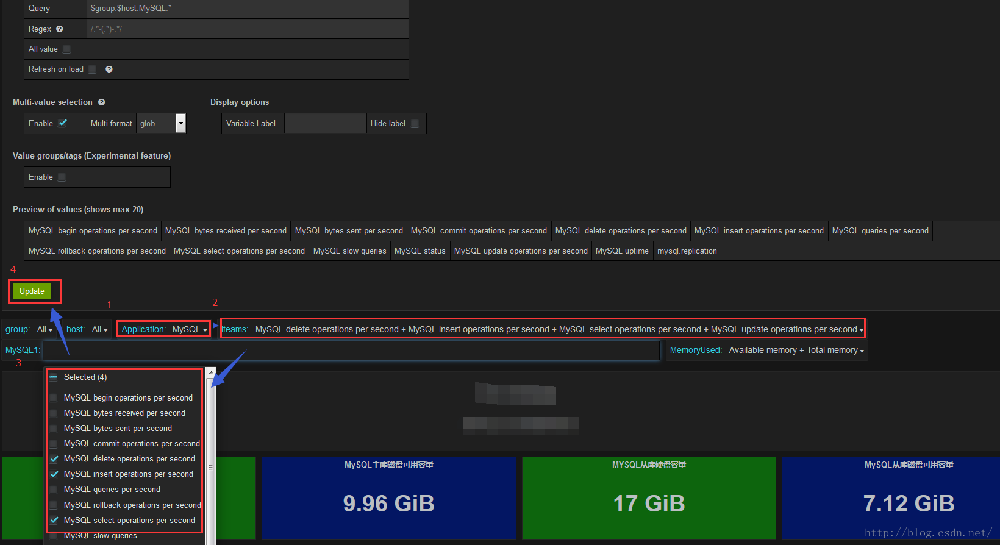 Query $group.$host.MySQL.*
Regex /.*-(.*)-.*/
All value
Refresh on load
Multi-value selection Display options
Enable Multi format glob Variable Label Hide label
Value groups/tags (Experimental feature)
Enable
Preview of values (shows max 20)
MySQL begin operations per second MySQL bytes received per second MySQL bytes sent per second MySQL commit operations per second MySQL delete operations per second MySQL insert operations per second MySQL queries per second
MySQL rollback operations per second MySQL select operations per second MySQL slow queries MySQL status MySQL update operations per second MySQL uptime mysql.replication
4
Update
1 2
group: All host: All Application: MySQL iteams: MySQL delete operations per second + MySQL insert operations per second + MySQL select operations per second + MySQL update operations per second
MySQL1: MemoryUsed: Available memory + Total memory
3
Selected (4)
MySQL begin operations per second
MySQL bytes received per second
MySQL bytes sent per second
MySQL commit operations per second
MySQL delete operations per second
MySQL insert operations per second
MySQL queries per second
MySQL rollback operations per second
MySQL select operations per second
MySQL slow queries
MySQL主库磁盘可用容量 MYSQL从库硬盘容量 MySQL从库磁盘可用容量
9.96 GiB 17 GiB 7.12 GiB
http://blog.csdn.net/